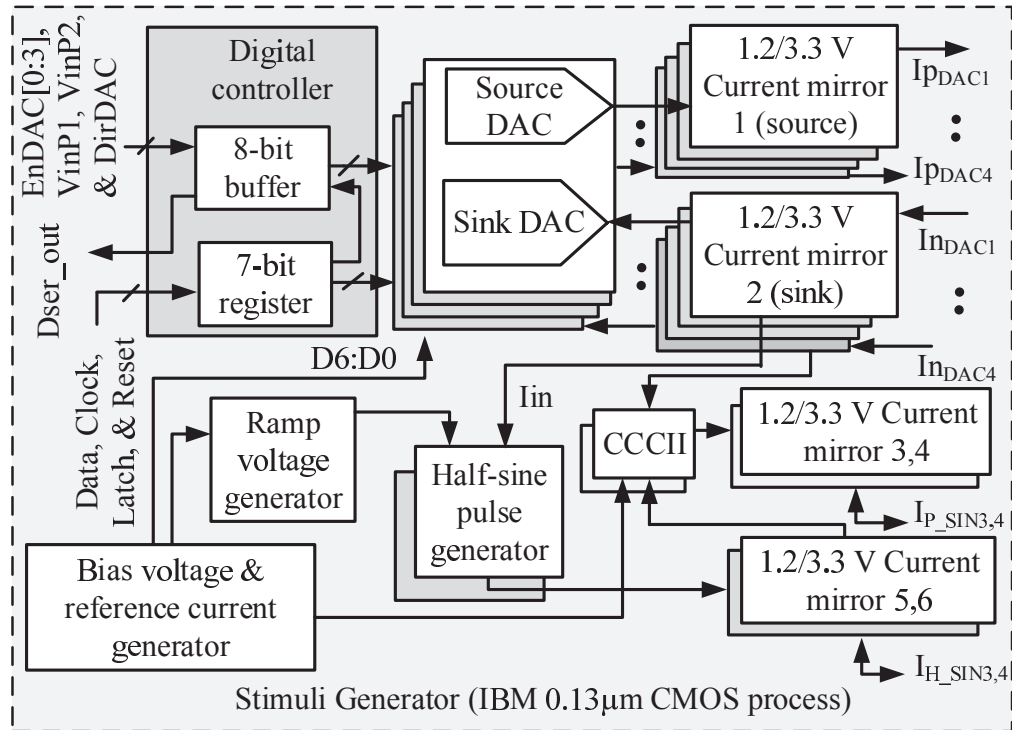 EnDAC[0:3],
VinP1, VinP2,
& DirDAC
Dser_out
Data, Clock,
Latch, & Reset
Digital
controller
8-bit
buffer
7-bit
register
D6:D0
Source
DAC
Sink DAC
1.2/3.3 V
Current mirror
1 (source)
IpDAC1
IpDAC4
1.2/3.3 V
Current mirror
2 (sink)
InDAC1
InDAC4
Iin
Ramp
voltage
generator
Half-sine
pulse
generator
CCCII
1.2/3.3 V Current
mirror 3,4
IP_SIN3,4
1.2/3.3 V Current
mirror 5,6
IH_SIN3,4
Bias voltage &
reference current
generator
Stimuli Generator (IBM 0.13µm CMOS process)